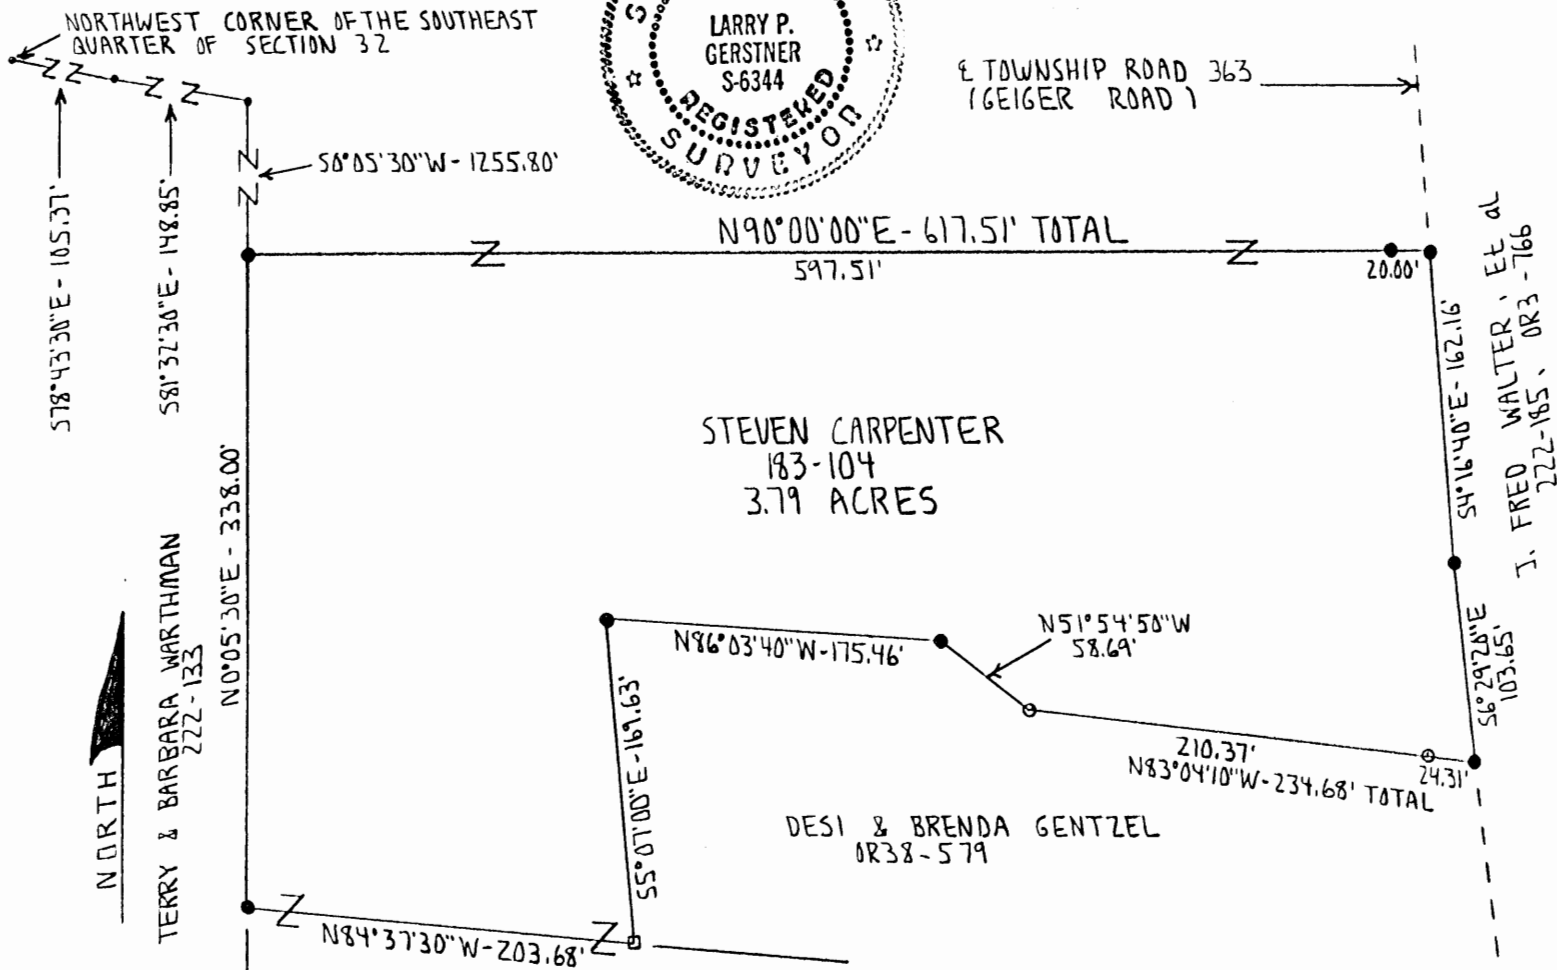 NORTHWEST CORNER OF THE SOUTHEAST
QUARTER OF SECTION 32
LARRY P.
GERSTNER
S-6344
REGISTERED
SURVEYOR
℄ TOWNSHIP ROAD 363
(GEIGER ROAD)
S78°43'30"E - 105.37'
S81°32'30"E - 148.85'
S0°05'30"W - 1255.80'
N90°00'00"E - 617.51' TOTAL
597.51'
20.00'
S4°16'40"E - 162.16'
J. FRED WALTER, Et al
222-185, OR3-766
STEVEN CARPENTER
183-104
3.79 ACRES
N0°05'30"E - 338.00'
TERRY & BARBARA WARTHMAN
222-133
NORTH
N86°03'40"W-175.46'
N51°54'50"W
58.69'
S6°29'20"E
103.65'
S5°07'00"E-169.63'
210.37'
N83°04'10"W-234.68' TOTAL
24.31'
DESI & BRENDA GENTZEL
OR38-579
N84°37'30"W-203.68'